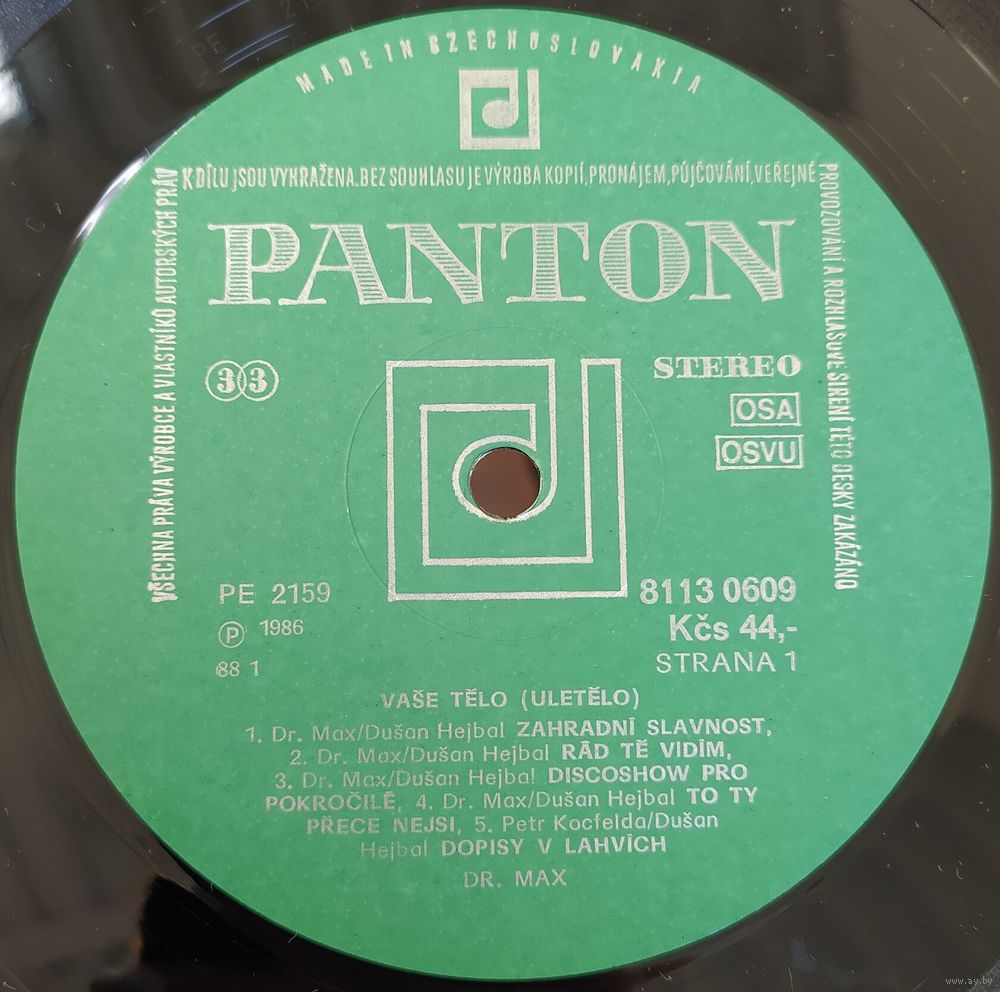 MADE IN CZECHOSLOVAKIA
VŠECHNA PRÁVA VÝROBCE A VLASTNÍKŮ AUTORSKÝCH PRÁV
K DÍLU JSOU VYHRAŽENA. BEZ SOUHLASU JE VÝROBA KOPIÍ, PRONÁJEM, PŮJČOVÁNÍ, VEŘEJNÉ
PROVOZOVÁNÍ A ROZHLASOVÉ ŠÍŘENÍ TÉTO DESKY ZAKÁZÁNO
PANTON
33
STEREO
OSA
OSVU
PE 2159
8113 0609
Ⓟ 1986
Kčs 44,-
88 1
STRANA 1
VAŠE TĚLO (ULETĚLO)
1. Dr. Max/Dušan Hejbal ZAHRADNÍ SLAVNOST,
2. Dr. Max/Dušan Hejbal RÁD TĚ VIDÍM,
3. Dr. Max/Dušan Hejbal DISCOSHOW PRO
POKROČILÉ, 4. Dr. Max/Dušan Hejbal TO TY
PŘECE NEJSI, 5. Petr Kocfelda/Dušan
Hejbal DOPISY V LAHVÍCH
DR. MAX
www.ay.by